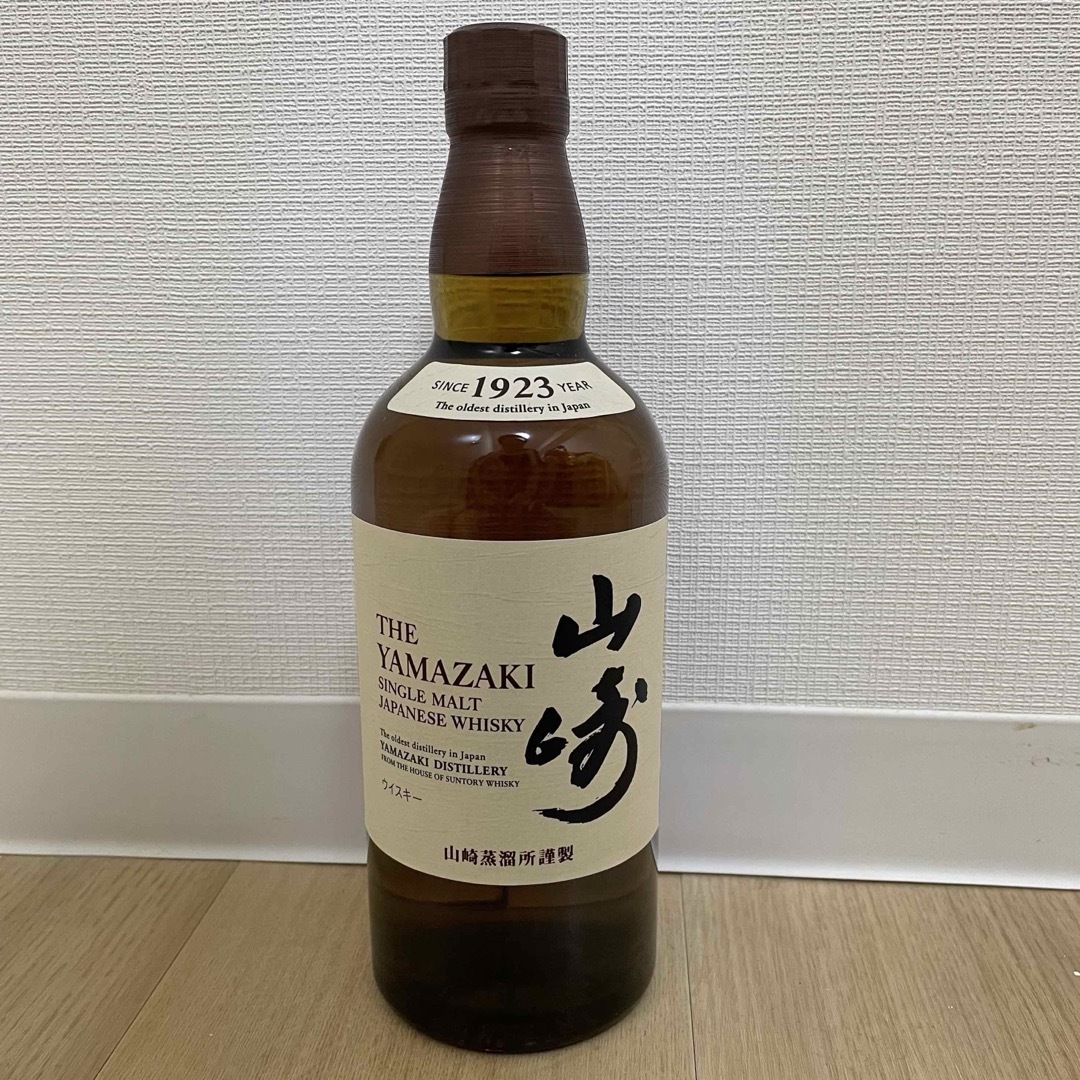 SINCE 1923 YEAR
The oldest distillery in Japan
THE
YAMAZAKI
SINGLE MALT
JAPANESE WHISKY
The oldest distillery in Japan
YAMAZAKI DISTILLERY
FROM THE HOUSE OF SUNTORY WHISKY
ウイスキー
山崎
山崎蒸溜所謹製